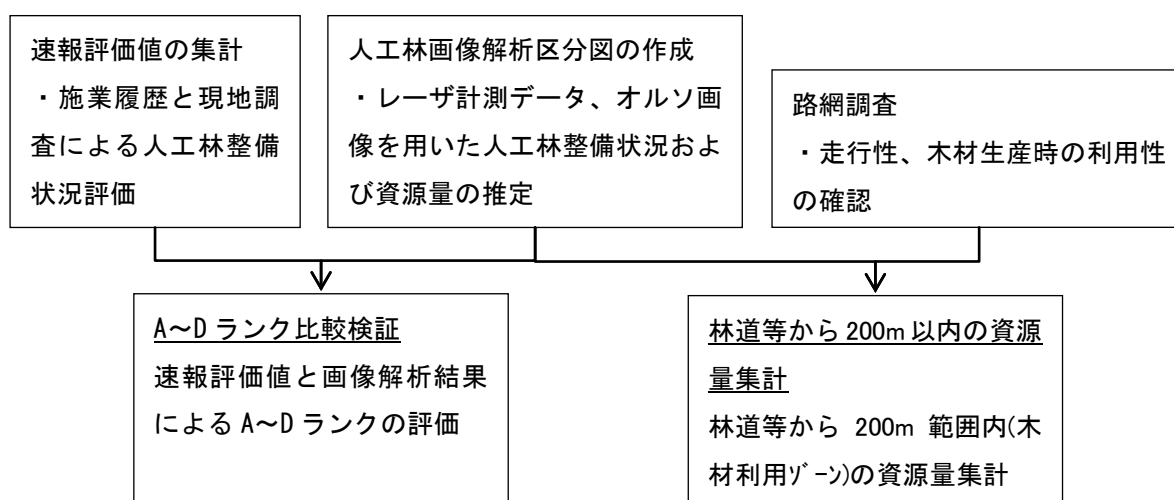 速報評価値の集計
・施業履歴と現地調
査による人工林整備
状況評価
人工林画像解析区分図の作成
・レーザ計測データ、オルソ画
像を用いた人工林整備状況およ
び資源量の推定
路網調査
・走行性、木材生産時の利用性
の確認
A～D ランク比較検証
速報評価値と画像解析結果
による A～D ランクの評価
林道等から 200m 以内の資源
量集計
林道等から 200m 範囲内(木
材利用ｿﾞｰﾝ)の資源量集計